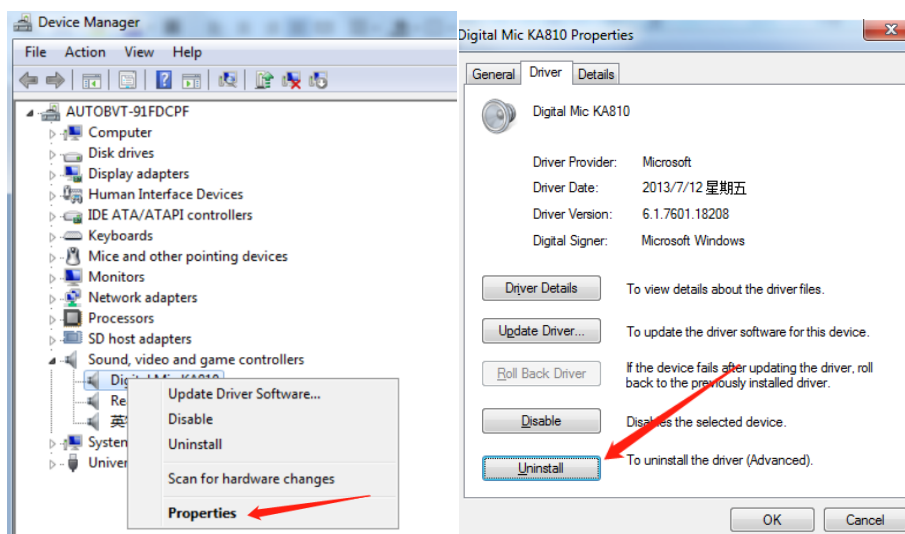 Device Manager
File Action View Help
AUTOBVT-91FDCPF
Computer
Disk drives
Display adapters
Human Interface Devices
IDE ATA/ATAPI controllers
Keyboards
Mice and other pointing devices
Monitors
Network adapters
Processors
SD host adapters
Sound, video and game controllers
Digital Mic KA810
Re
英
System
Univer
Update Driver Software...
Disable
Uninstall
Scan for hardware changes
Properties
Digital Mic KA810 Properties
General Driver Details
Digital Mic KA810
Driver Provider: Microsoft
Driver Date: 2013/7/12 星期五
Driver Version: 6.1.7601.18208
Digital Signer: Microsoft Windows
Driver Details To view details about the driver files.
Update Driver... To update the driver software for this device.
Roll Back Driver If the device fails after updating the driver, roll
back to the previously installed driver.
Disable Disables the selected device.
Uninstall To uninstall the driver (Advanced).
OK Cancel